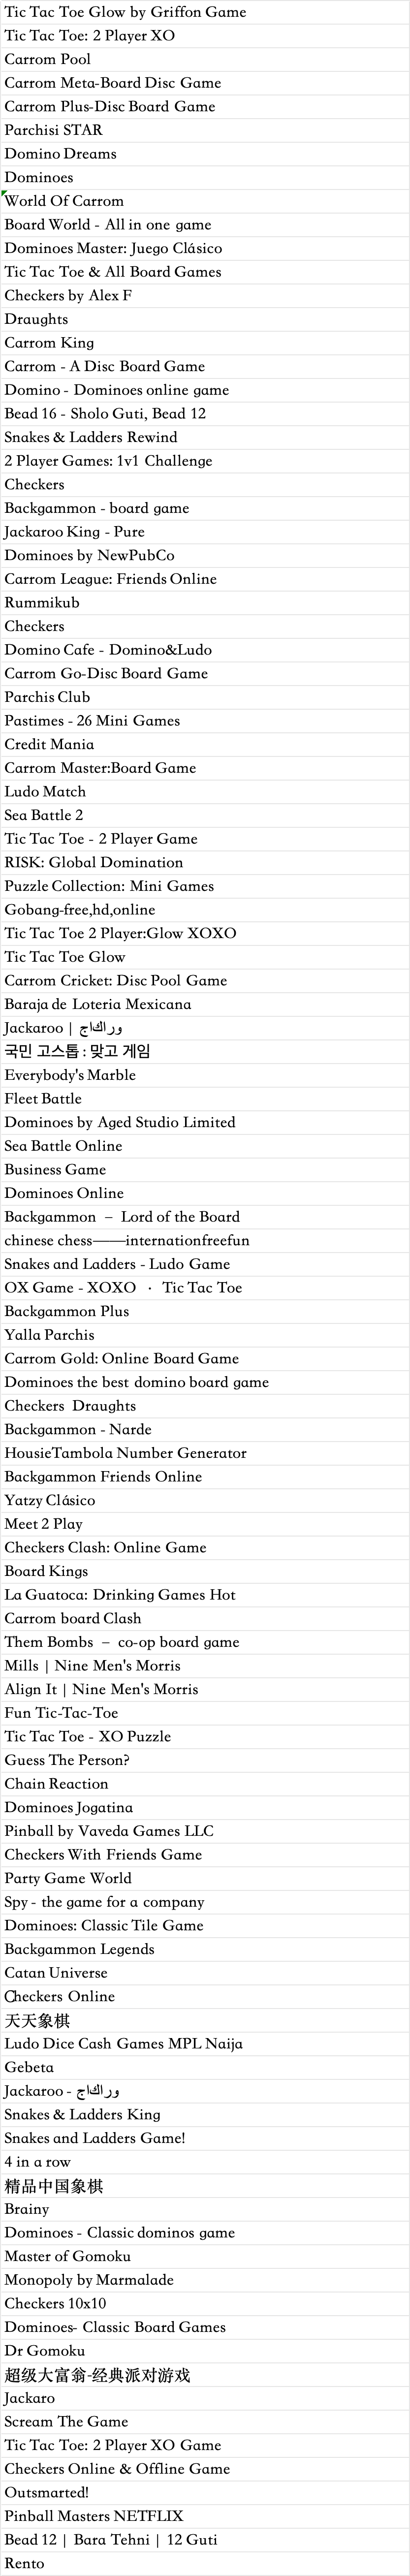 Tic Tac Toe Glow by Griffon Game
Tic Tac Toe: 2 Player XO
Carrom Pool
Carrom Meta-Board Disc Game
Carrom Plus-Disc Board Game
Parchisi STAR
Domino Dreams
Dominoes
World Of Carrom
Board World - All in one game
Dominoes Master: Juego Clásico
Tic Tac Toe & All Board Games
Checkers by Alex F
Draughts
Carrom King
Carrom - A Disc Board Game
Domino - Dominoes online game
Bead 16 - Sholo Guti, Bead 12
Snakes & Ladders Rewind
2 Player Games: 1v1 Challenge
Checkers
Backgammon - board game
Jackaroo King - Pure
Dominoes by NewPubCo
Carrom League: Friends Online
Rummikub
Checkers
Domino Cafe - Domino&Ludo
Carrom Go-Disc Board Game
Parchis Club
Pastimes - 26 Mini Games
Credit Mania
Carrom Master:Board Game
Ludo Match
Sea Battle 2
Tic Tac Toe - 2 Player Game
RISK: Global Domination
Puzzle Collection: Mini Games
Gobang-free,hd,online
Tic Tac Toe 2 Player:Glow XOXO
Tic Tac Toe Glow
Carrom Cricket: Disc Pool Game
Baraja de Loteria Mexicana
Jackaroo | وراكاج
국민 고스톱 : 맞고 게임
Everybody's Marble
Fleet Battle
Dominoes by Aged Studio Limited
Sea Battle Online
Business Game
Dominoes Online
Backgammon – Lord of the Board
chinese chess——internationfreefun
Snakes and Ladders - Ludo Game
OX Game - XOXO · Tic Tac Toe
Backgammon Plus
Yalla Parchis
Carrom Gold: Online Board Game
Dominoes the best domino board game
Checkers Draughts
Backgammon - Narde
HousieTambola Number Generator
Backgammon Friends Online
Yatzy Clásico
Meet 2 Play
Checkers Clash: Online Game
Board Kings
La Guatoca: Drinking Games Hot
Carrom board Clash
Them Bombs – co-op board game
Mills | Nine Men's Morris
Align It | Nine Men's Morris
Fun Tic-Tac-Toe
Tic Tac Toe - XO Puzzle
Guess The Person?
Chain Reaction
Dominoes Jogatina
Pinball by Vaveda Games LLC
Checkers With Friends Game
Party Game World
Spy - the game for a company
Dominoes: Classic Tile Game
Backgammon Legends
Catan Universe
Checkers Online
天天象棋
Ludo Dice Cash Games MPL Naija
Gebeta
Jackaroo - وراكاج
Snakes & Ladders King
Snakes and Ladders Game!
4 in a row
精品中国象棋
Brainy
Dominoes - Classic dominos game
Master of Gomoku
Monopoly by Marmalade
Checkers 10x10
Dominoes- Classic Board Games
Dr Gomoku
超级大富翁-经典派对游戏
Jackaro
Scream The Game
Tic Tac Toe: 2 Player XO Game
Checkers Online & Offline Game
Outsmarted!
Pinball Masters NETFLIX
Bead 12 | Bara Tehni | 12 Guti
Rento